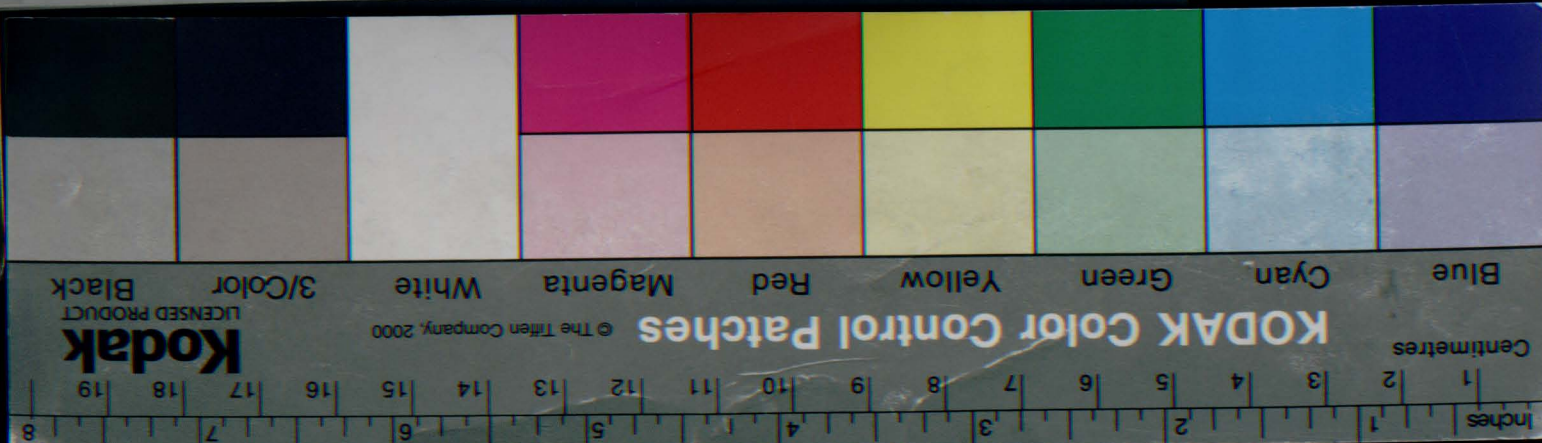 Inches 1 2 3 4 5 6 7 8
Centimetres 1 2 3 4 5 6 7 8 9 10 11 12 13 14 15 16 17 18 19
KODAK Color Control Patches © The Tiffen Company, 2000 Kodak
LICENSED PRODUCT
Blue Cyan Green Yellow Red Magenta White 3/Color Black